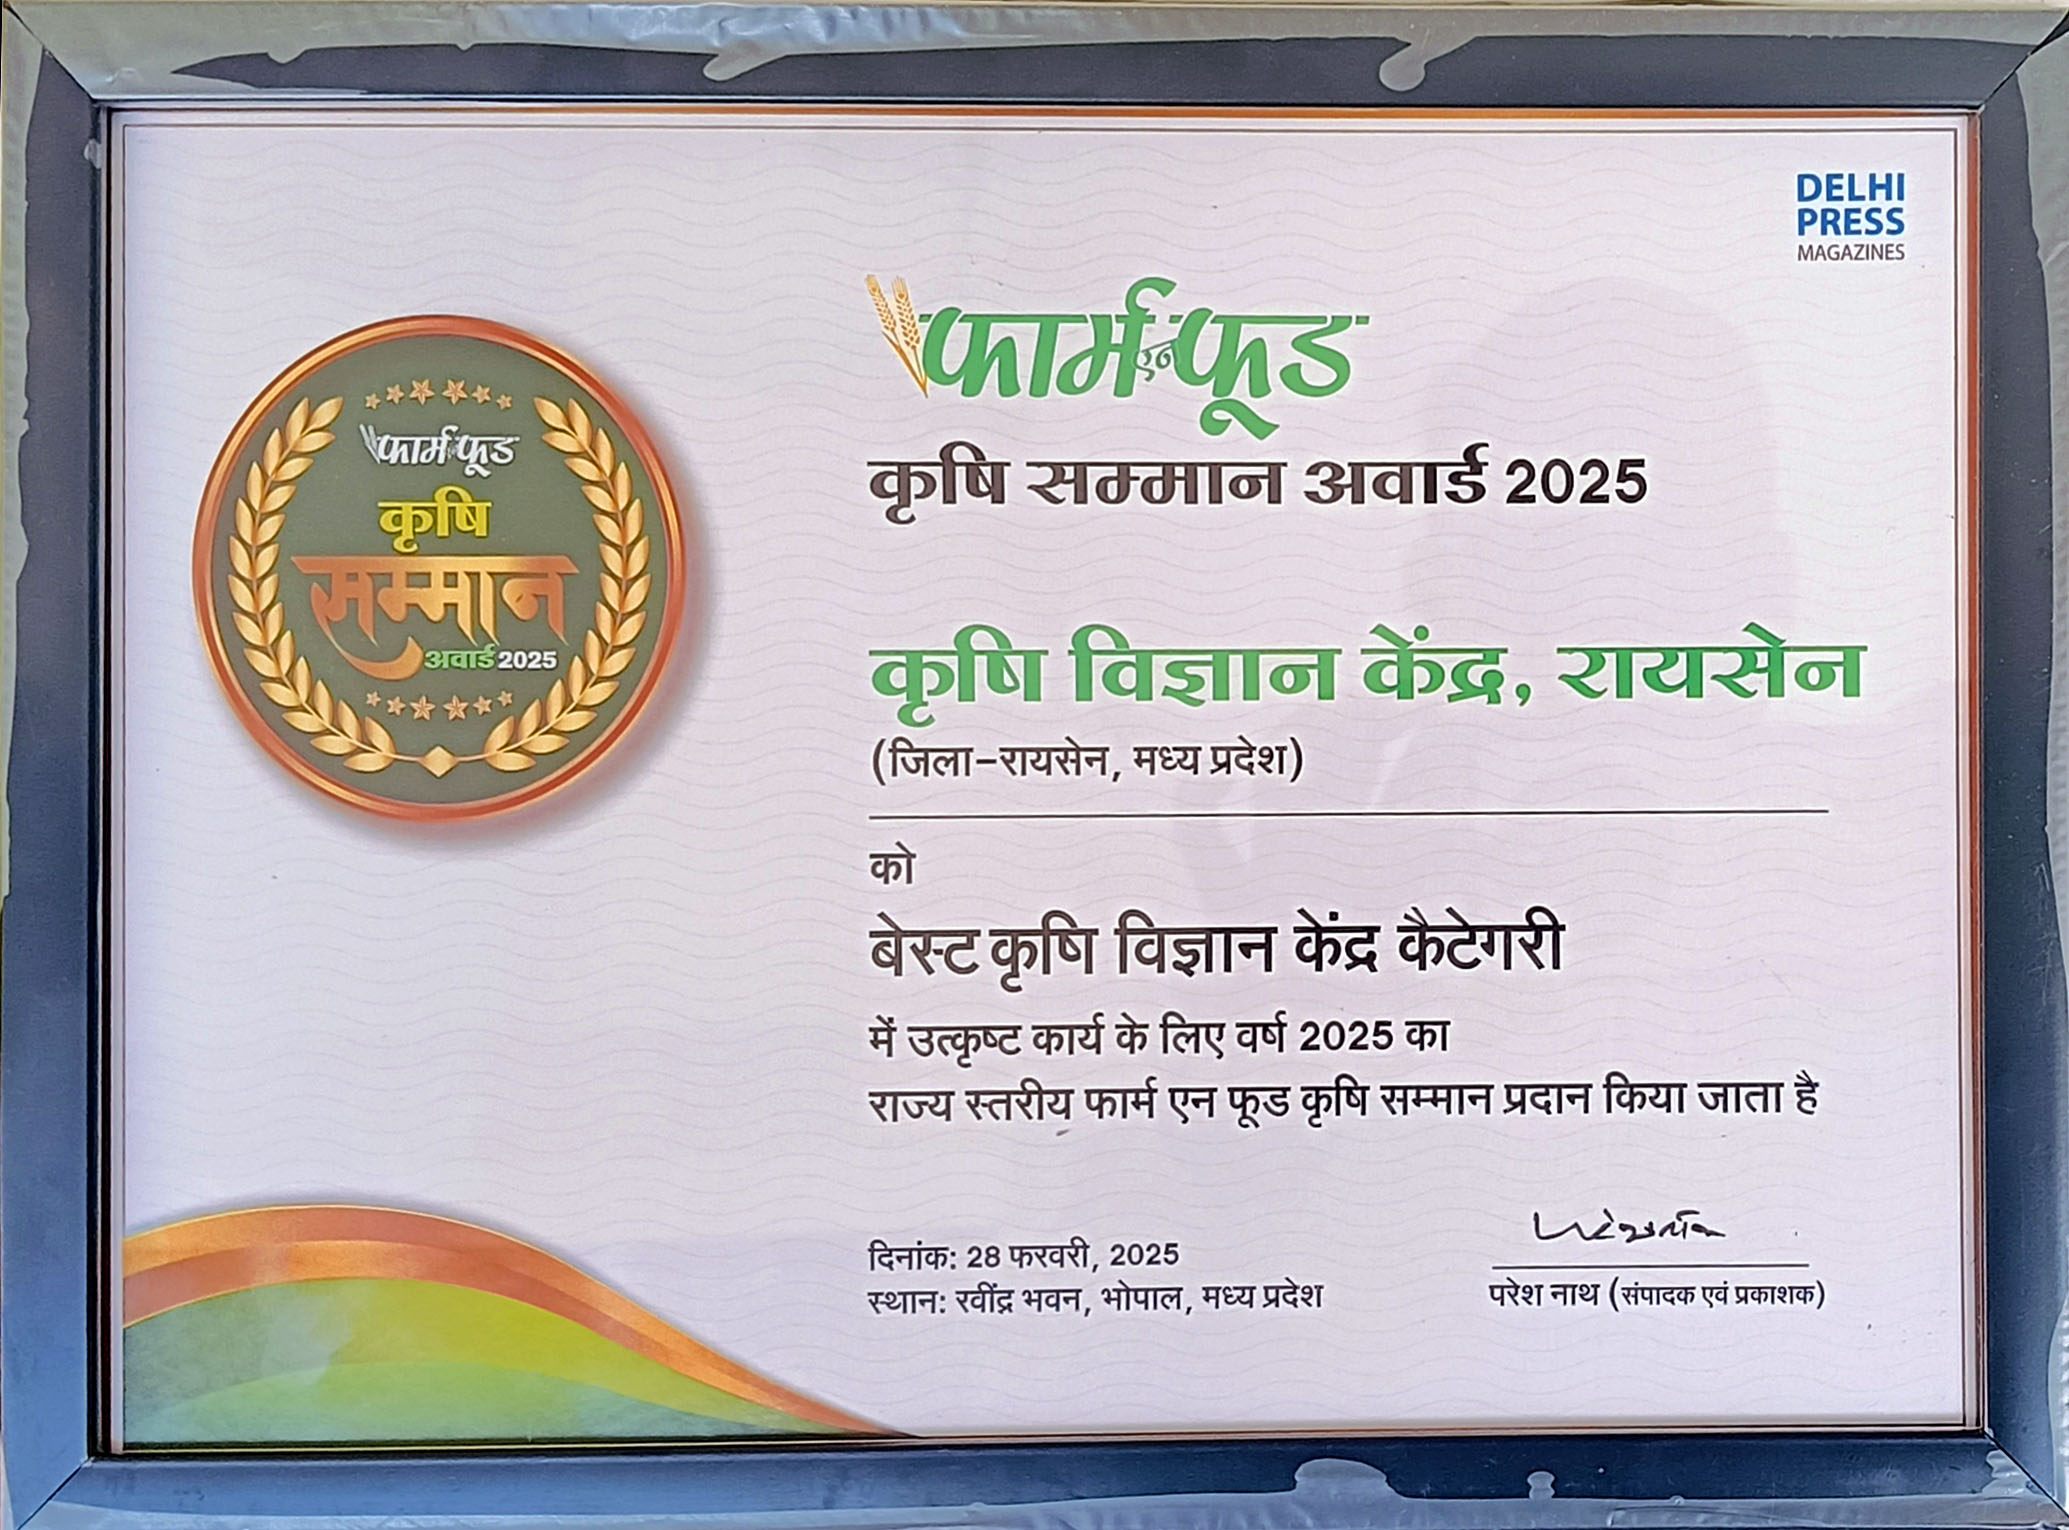 DELHI
PRESS
MAGAZINES
फार्म एन फूड
कृषि सम्मान अवार्ड 2025
फार्म एन फूड
कृषि
सम्मान
अवार्ड 2025
कृषि विज्ञान केंद्र, रायसेन
(जिला-रायसेन, मध्य प्रदेश)
को
बेस्ट कृषि विज्ञान केंद्र कैटेगरी
में उत्कृष्ट कार्य के लिए वर्ष 2025 का
राज्य स्तरीय फार्म एन फूड कृषि सम्मान प्रदान किया जाता है
दिनांक: 28 फरवरी, 2025
स्थान: रवींद्र भवन, भोपाल, मध्य प्रदेश
परेश नाथ (संपादक एवं प्रकाशक)